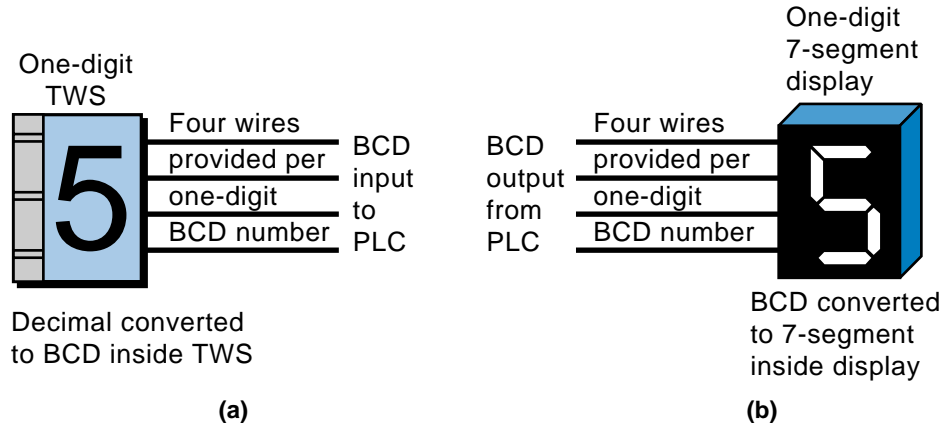 One-digit
TWS
5
Four wires
provided per
one-digit
BCD number
BCD
input
to
PLC
Decimal converted
to BCD inside TWS
(a)
One-digit
7-segment
display
BCD
output
from
PLC
Four wires
provided per
one-digit
BCD number
5
BCD converted
to 7-segment
inside display
(b)